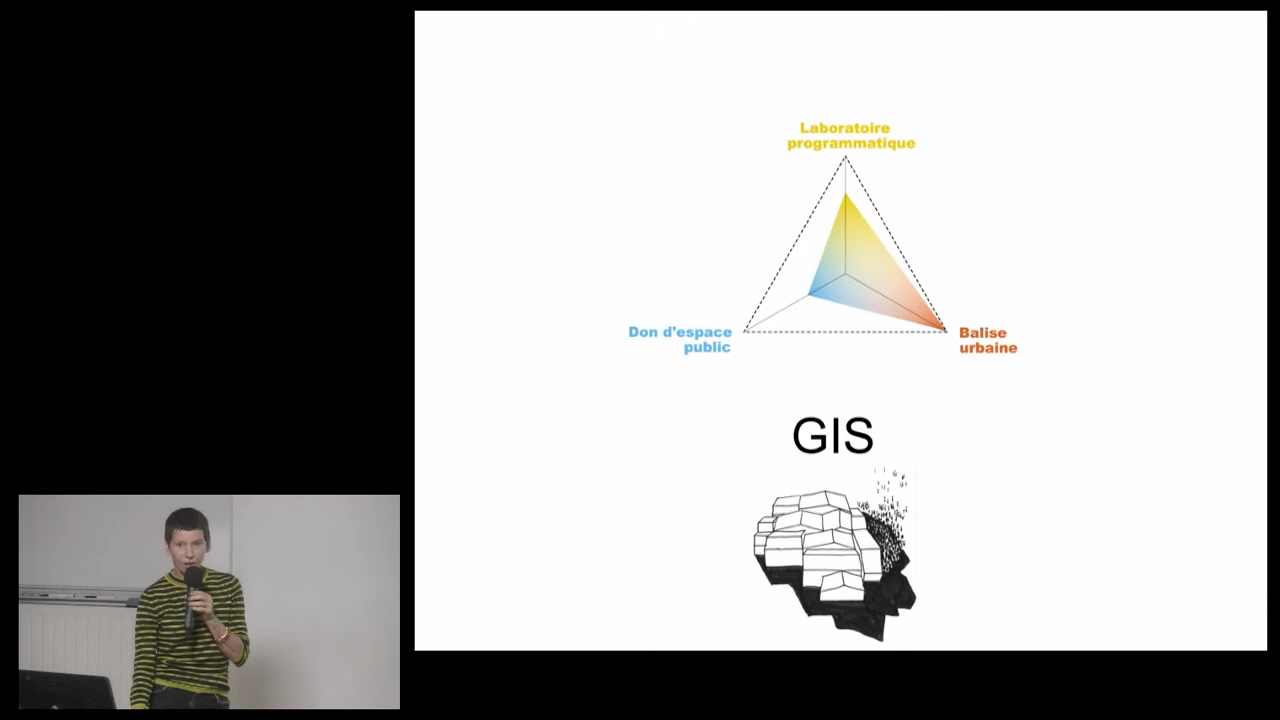 Laboratoire
programmatique
Don d'espace
public
Balise
urbaine
GIS